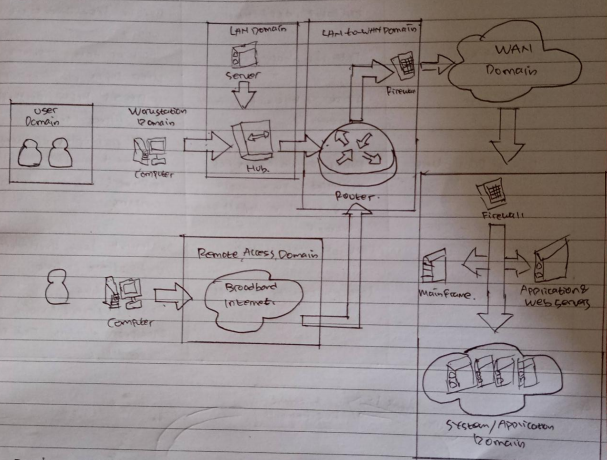 LAN Domain
LAN-to-WAN Domain
Server
WAN
Domain
Firewall
User
Domain
Workstation
Domain
Computer
Hub
Router.
Firewall
Remote Access Domain
Broadband
Internet.
Computer
Mainframe.
Application &
Web servers
System/Application
Domain